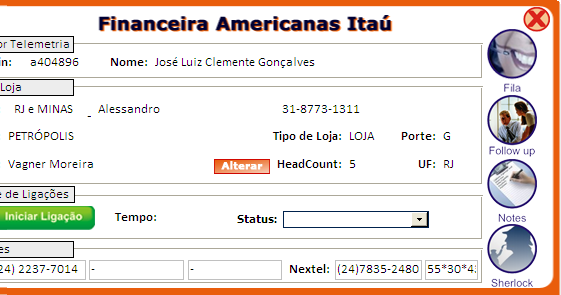 Financeira Americanas Itaú
or Telemetria
in: a404896 Nome: José Luiz Clemente Gonçalves
Fila
Loja
RJ e MINAS - Alessandro 31-8773-1311
PETRÓPOLIS Tipo de Loja: LOJA Porte: G
Follow up
Vagner Moreira Alterar HeadCount: 5 UF: RJ
e de Ligações
Iniciar Ligação Tempo: Status:
Notes
es
24) 2237-7014 - - Nextel: (24)7835-2480 55*30*4
Sherlock